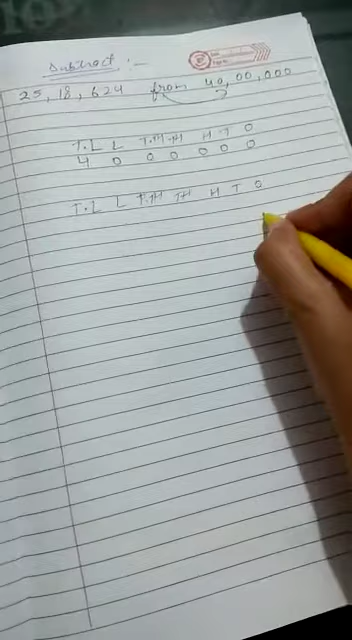 Subtract :-
25,18,624 from 40,00,000
T.L L T.TH TH H T O
4 0 0 0 0 0 0
T.L L T.TH TH H T O